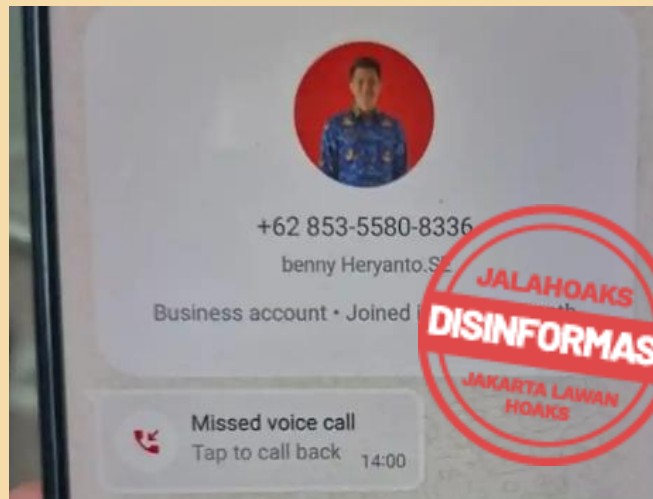 +62 853-5580-8336
benny Heryanto.SE
Business account • Joined
JALAHOAKS
DISINFORMAS
JAKARTA LAWAN
HOAKS
Missed voice call
Tap to call back 14:00